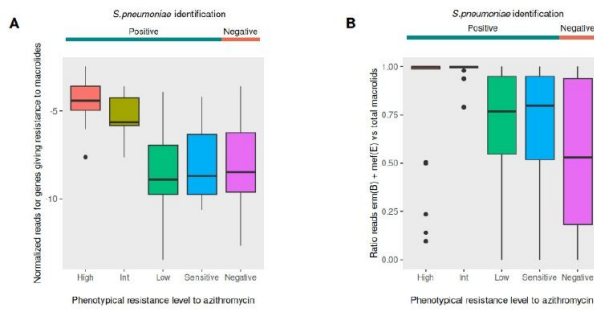 A
S.pneumoniae identification
Positive
Negative
Normalized reads for genes giving resistance to macrolides
-5
-10
High
Int
Low
Sensitive
Negative
Phenotypical resistance level to azithromycin
B
S.pneumoniae identification
Positive
Negative
Ratio reads erm(B) + mef(E) vs total macrolids
1.00
0.75
0.50
0.25
0.00
High
Int
Low
Sensitive
Negative
Phenotypical resistance level to azithromycin